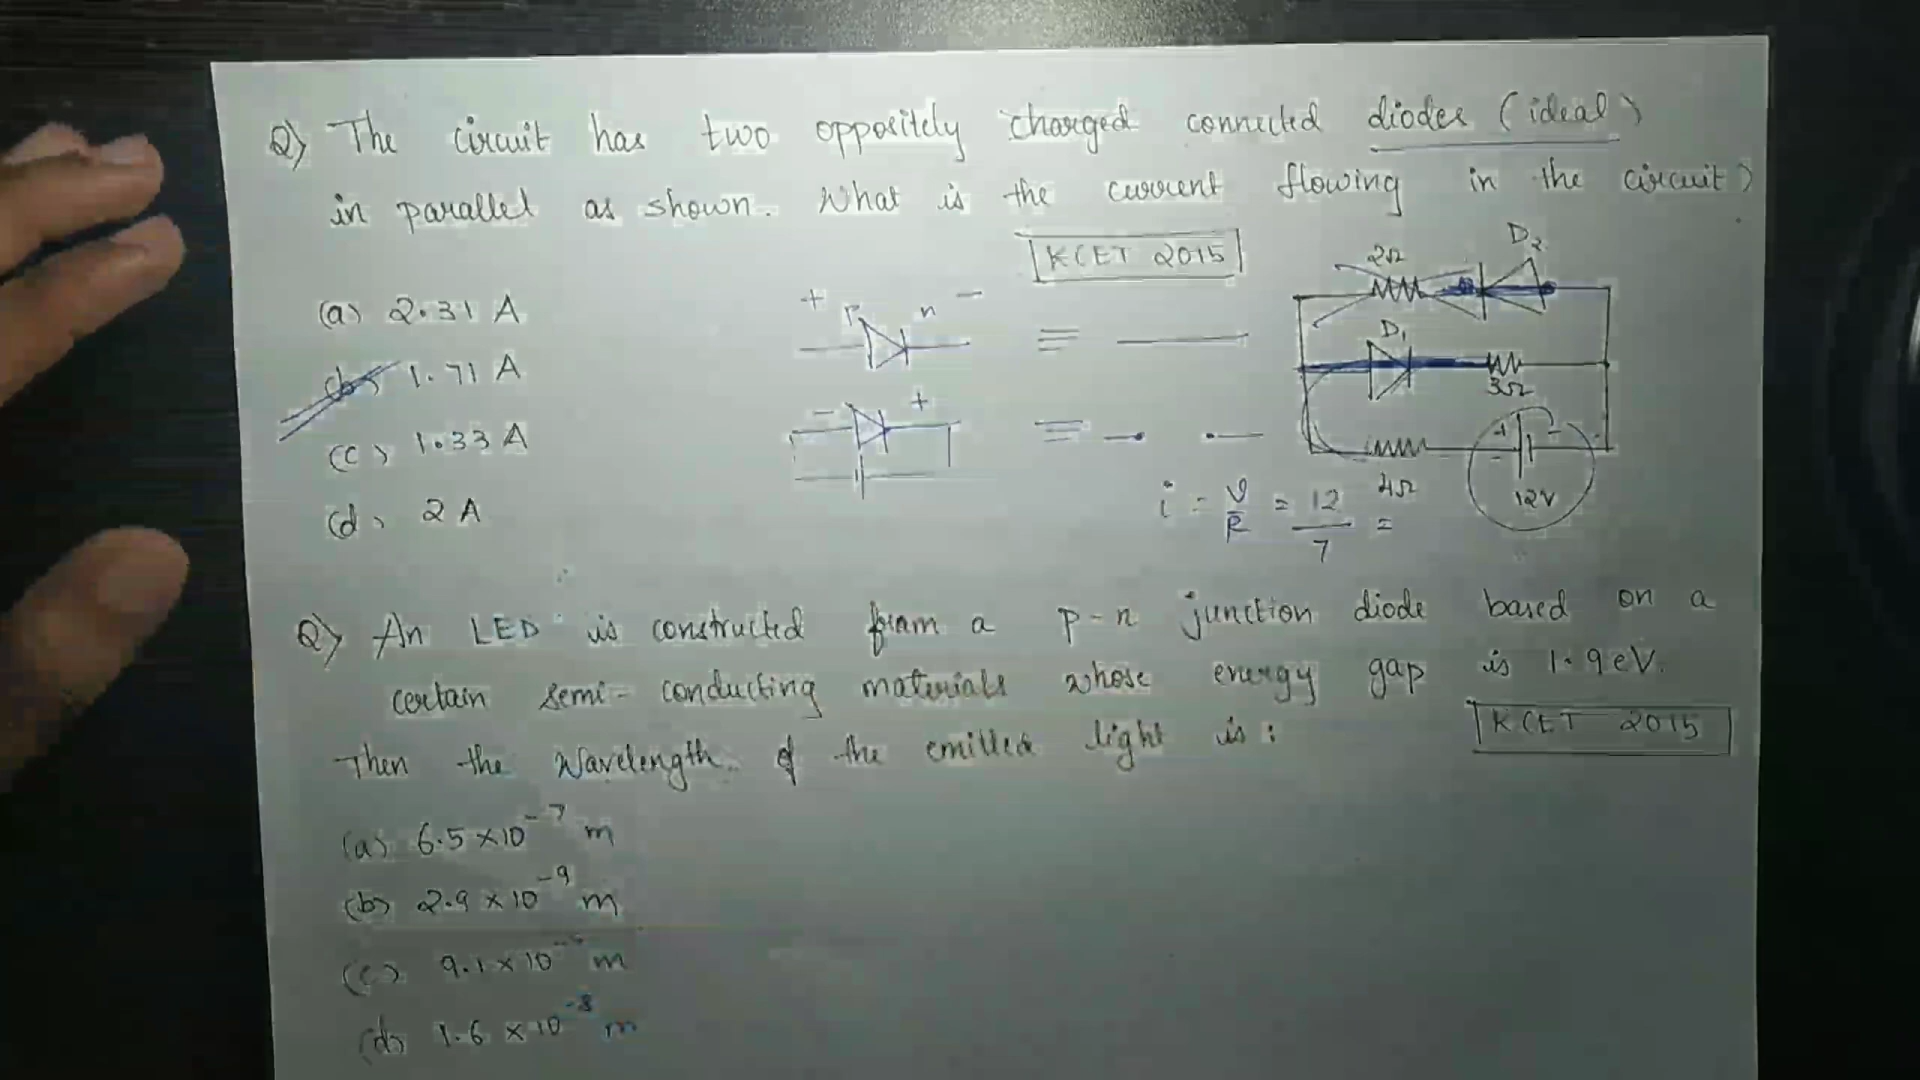 Q) The circuit has two oppositely charged connected diodes (ideal)
in parallel as shown. What is the current flowing in the circuit)
KCET 2015
(a) 2.31 A
(b) 1.71 A
(c) 1.33 A
(d) 2 A
+ P n -
- +
2Ω D2
D1
3Ω
4Ω
+ -
12V
i = V/R = 12/7 =
Q) An LED is constructed from a p-n junction diode based on a
certain semi-conducting materials whose energy gap is 1.9eV.
Then the wavelength of the emitted light is:
KCET 2015
(a) 6.5 × 10^-7 m
(b) 2.9 × 10^-9 m
(c) 9.1 × 10 m
(d) 1.6 × 10^-8 m